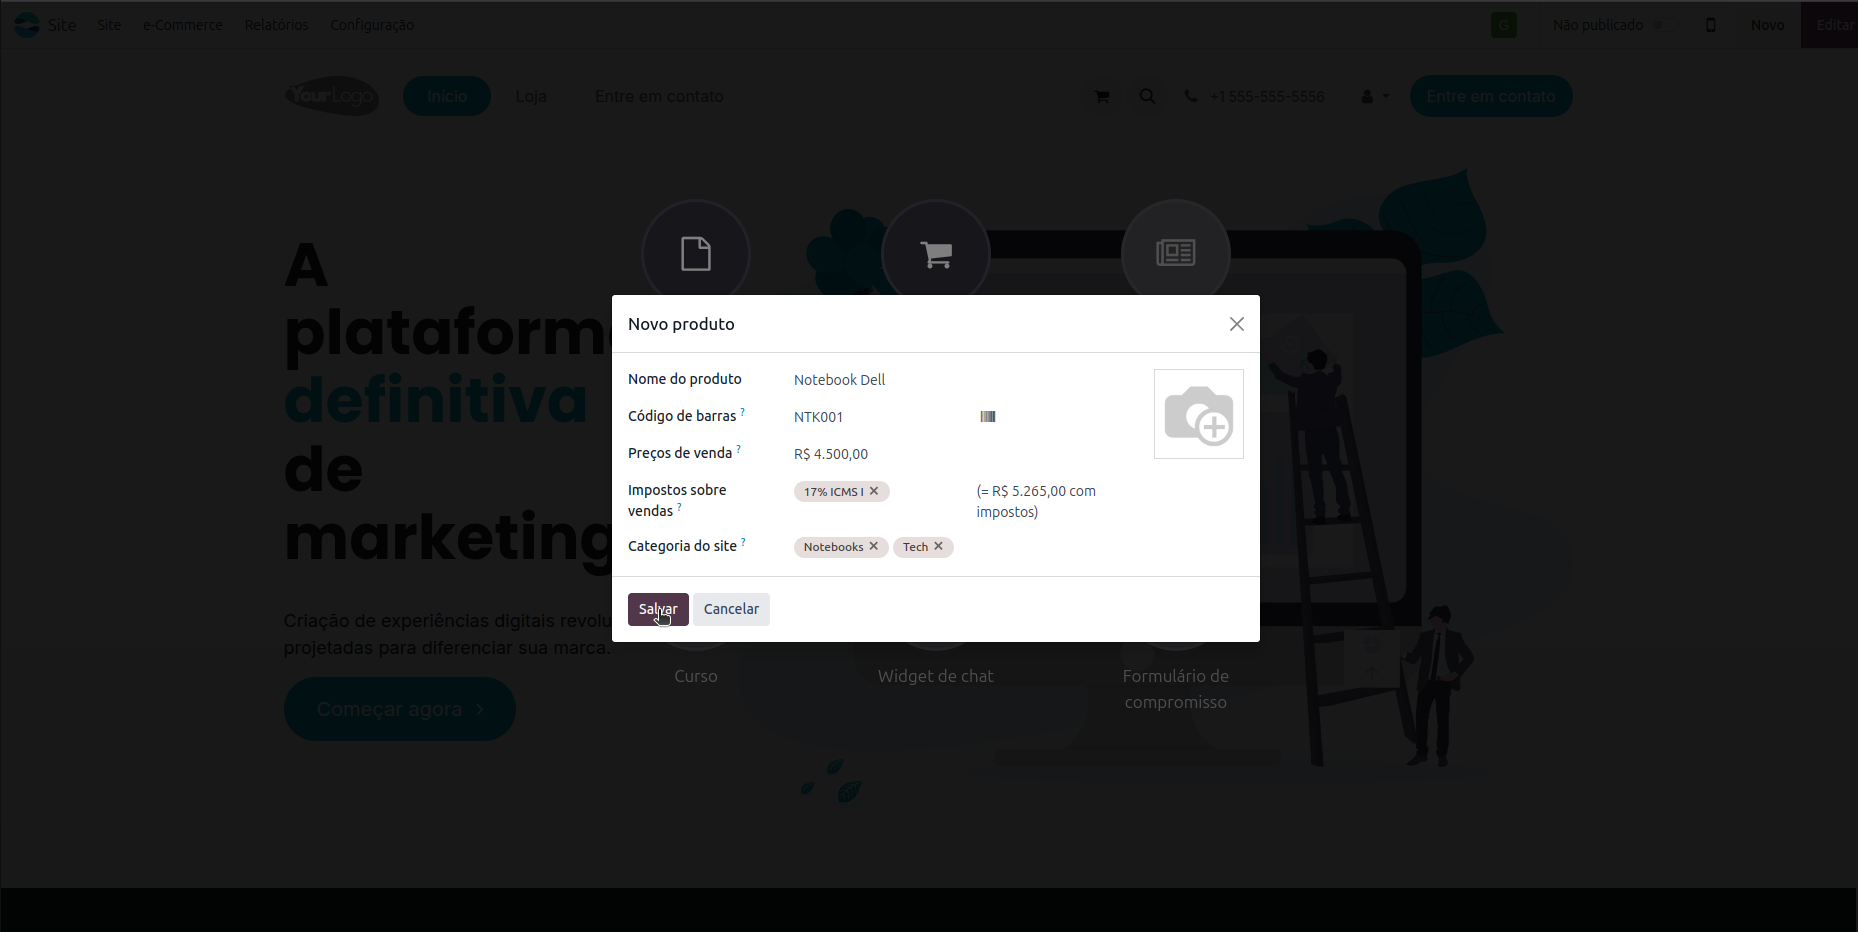 Site Site e-Commerce Relatórios Configuração G Não publicado Novo Editar
YourLogo Início Loja Entre em contato +1 555-555-5556 Entre em contato
A
plataforma
definitiva
de
marketing
Novo produto
Nome do produto Notebook Dell
Código de barras ? NTK001
Preços de venda ? R$ 4.500,00
Impostos sobre vendas ? 17% ICMS I × (= R$ 5.265,00 com
impostos)
Categoria do site ? Notebooks × Tech ×
Salvar Cancelar
Criação de experiências digitais revolu
projetadas para diferenciar sua marca.
Começar agora >
Curso Widget de chat Formulário de
compromisso